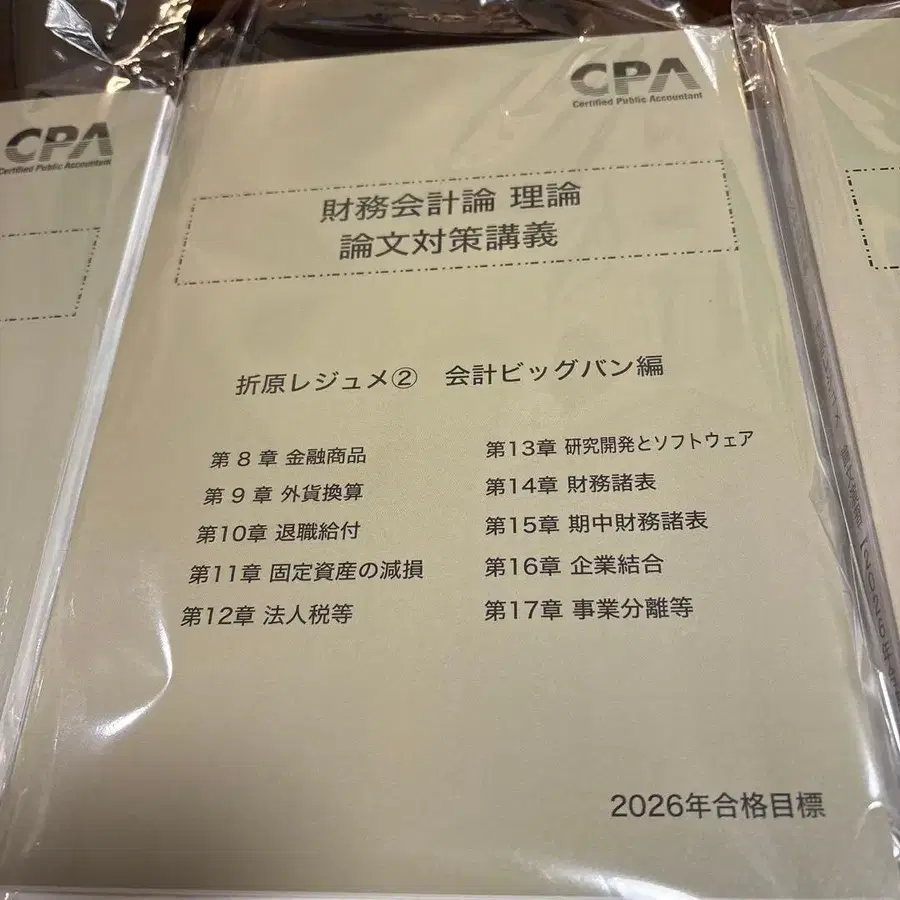 CPA
Certified Public Accountant
CPA
Certified Public Accountant
財務会計論 理論
論文対策講義
折原レジュメ② 会計ビッグバン編
第 8 章 金融商品
第 9 章 外貨換算
第10章 退職給付
第11章 固定資産の減損
第12章 法人税等
第13章 研究開発とソフトウェア
第14章 財務諸表
第15章 期中財務諸表
第16章 企業結合
第17章 事業分離等
2026年合格目標